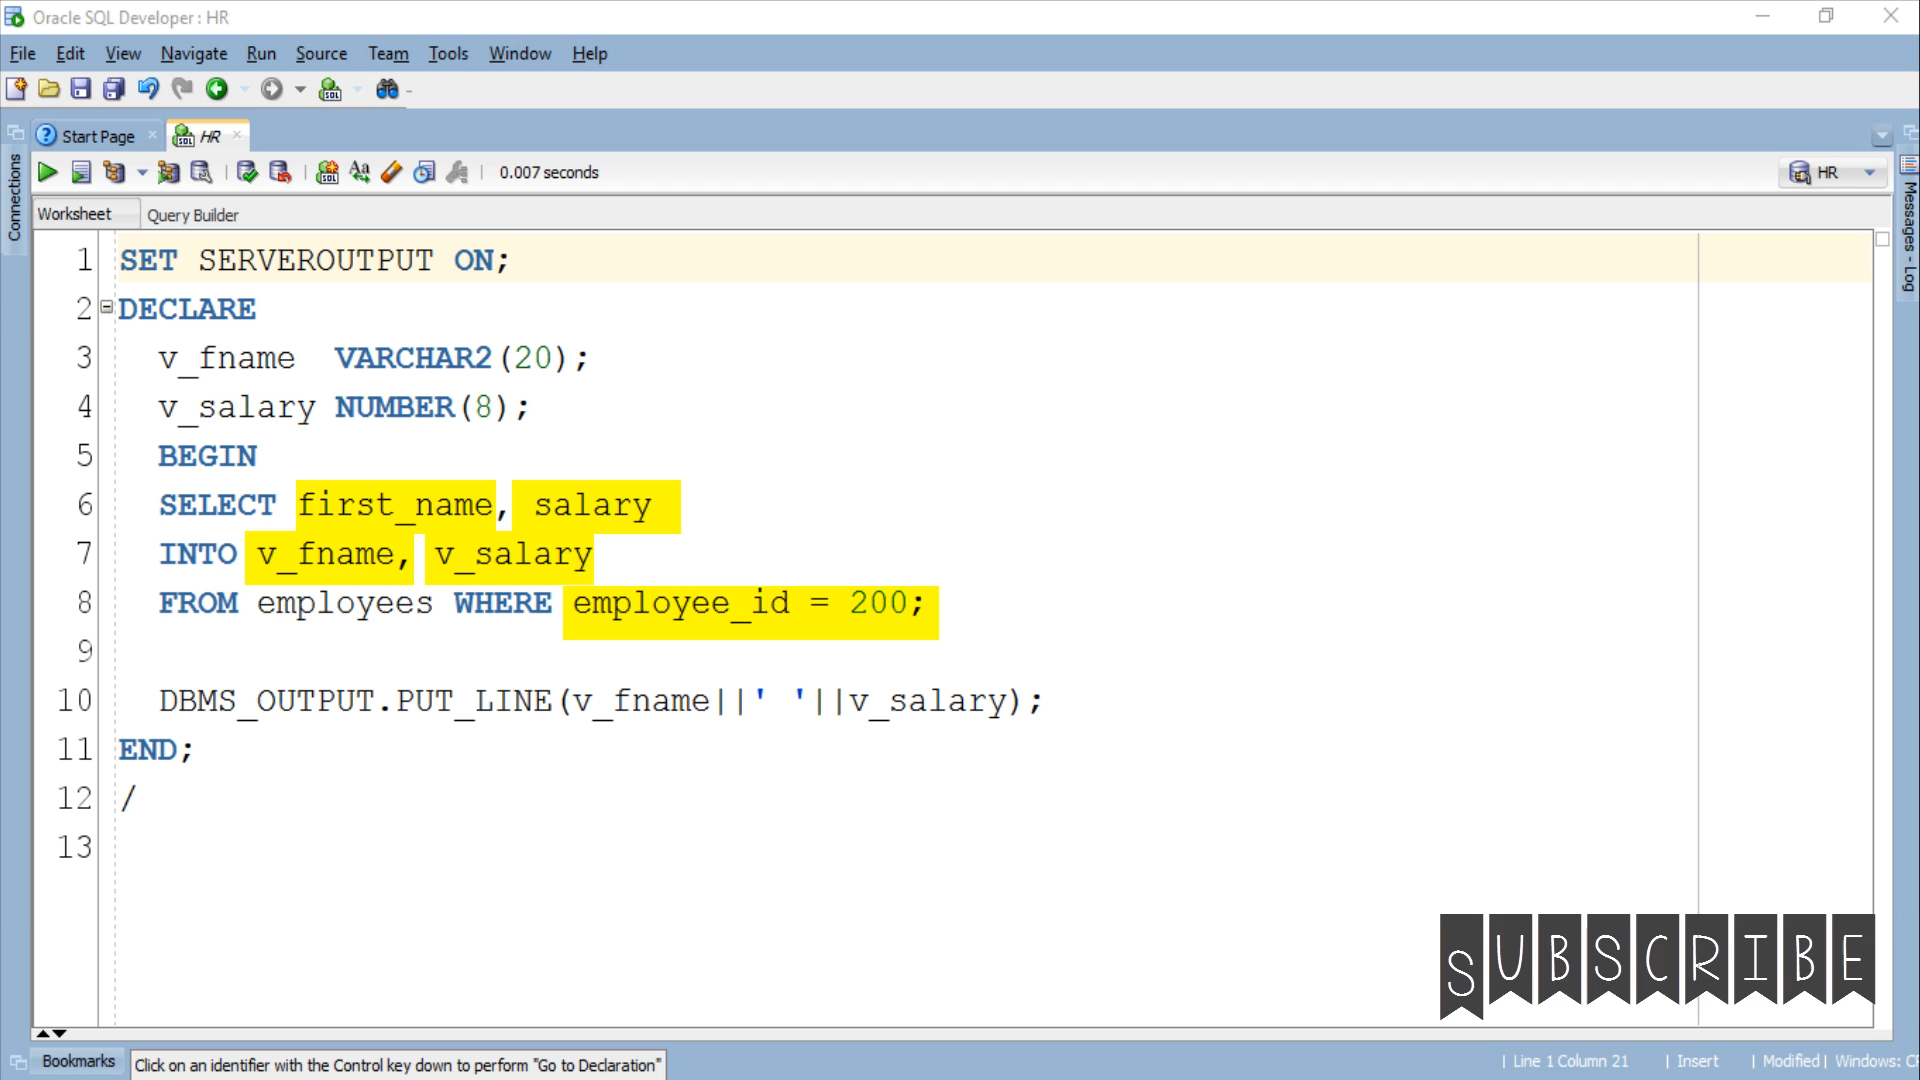 Oracle SQL Developer : HR
File Edit View Navigate Run Source Team Tools Window Help
Start Page HR
0.007 seconds HR
Connections
Messages - Log
Worksheet Query Builder
1 SET SERVEROUTPUT ON;
2 DECLARE
3 v_fname VARCHAR2(20);
4 v_salary NUMBER(8);
5 BEGIN
6 SELECT first_name, salary
7 INTO v_fname, v_salary
8 FROM employees WHERE employee_id = 200;
9
10 DBMS_OUTPUT.PUT_LINE(v_fname||' '||v_salary);
11 END;
12 /
13
SUBSCRIBE
Bookmarks Click on an identifier with the Control key down to perform "Go to Declaration" | Line 1 Column 21 | Insert | Modified | Windows: CF